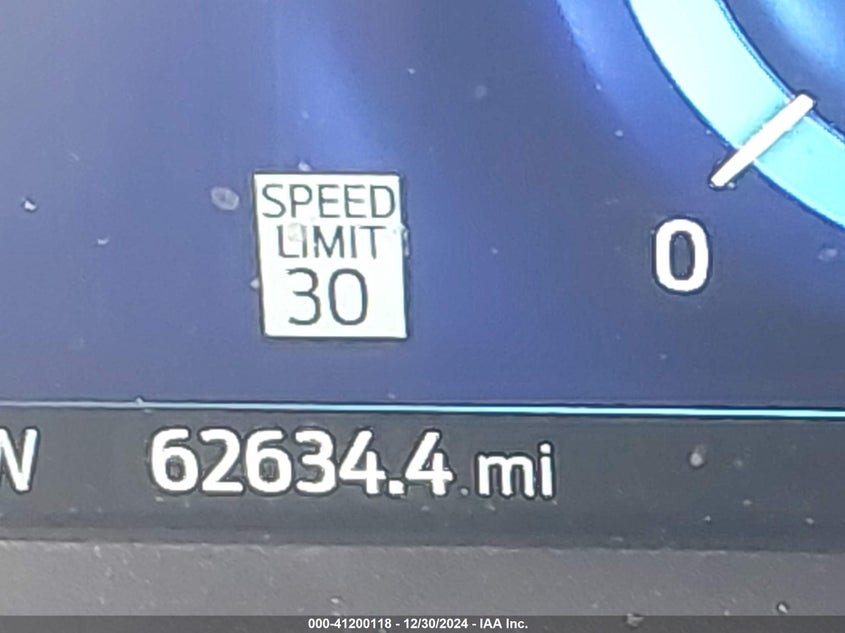 SPEED
LIMIT
30
0
W 62634.4 mi
000-41200118 - 12/30/2024 - IAA Inc.